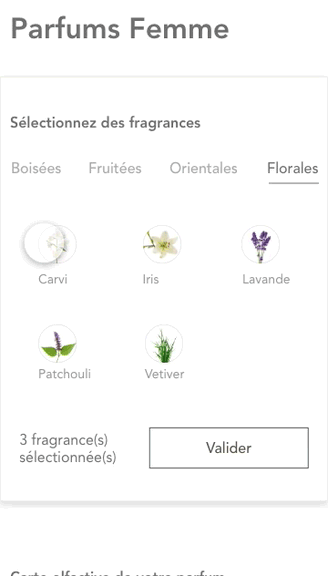 Parfums Femme
Sélectionnez des fragrances
Boisées Fruitées Orientales Florales
Carvi Iris Lavande
Patchouli Vetiver
3 fragrance(s)
sélectionnée(s)
Valider
Carte olfactive de votre parfum